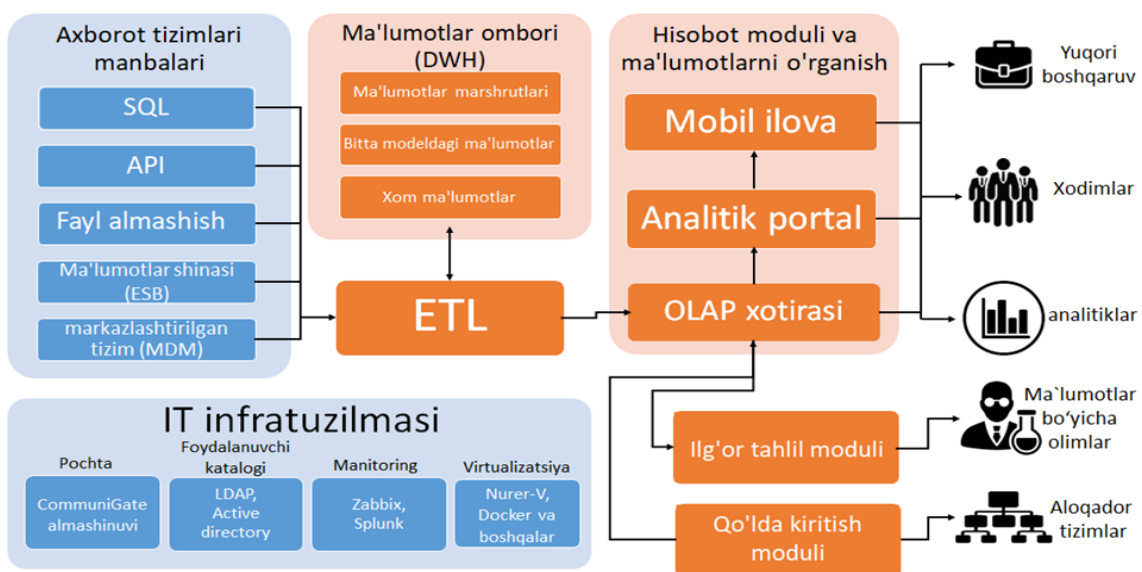 Axborot tizimlari
manbalari
SQL
API
Fayl almashish
Ma'lumotlar shinasi
(ESB)
markazlashtirilgan
tizim (MDM)
Ma'lumotlar ombori
(DWH)
Ma'lumotlar marshrutlari
Bitta modeldagi ma'lumotlar
Xom ma'lumotlar
ETL
Hisobot moduli va
ma'lumotlarni o'rganish
Mobil ilova
Analitik portal
OLAP xotirasi
Yuqori
boshqaruv
Xodimlar
analitiklar
Ilg'or tahlil moduli
Ma`lumotlar
bo‘yicha
olimlar
Qo'lda kiritish
moduli
Aloqador
tizimlar
IT infratuzilmasi
Pochta
CommuniGate
almashinuvi
Foydalanuvchi
katalogi
LDAP,
Active
directory
Manitoring
Zabbix,
Splunk
Virtualizatsiya
Nurer-V,
Docker va
boshqalar